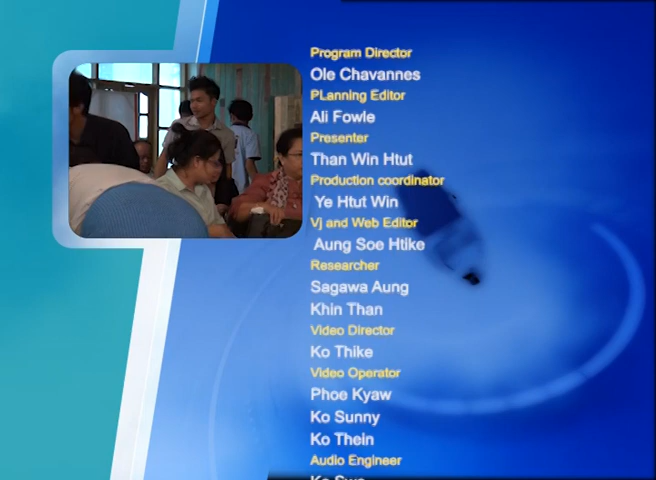 Program Director
Ole Chavannes
PLanning Editor
Ali Fowle
Presenter
Than Win Htut
Production coordinator
Ye Htut Win
Vj and Web Editor
Aung Soe Htike
Researcher
Sagawa Aung
Khin Than
Video Director
Ko Thike
Video Operator
Phoe Kyaw
Ko Sunny
Ko Thein
Audio Engineer